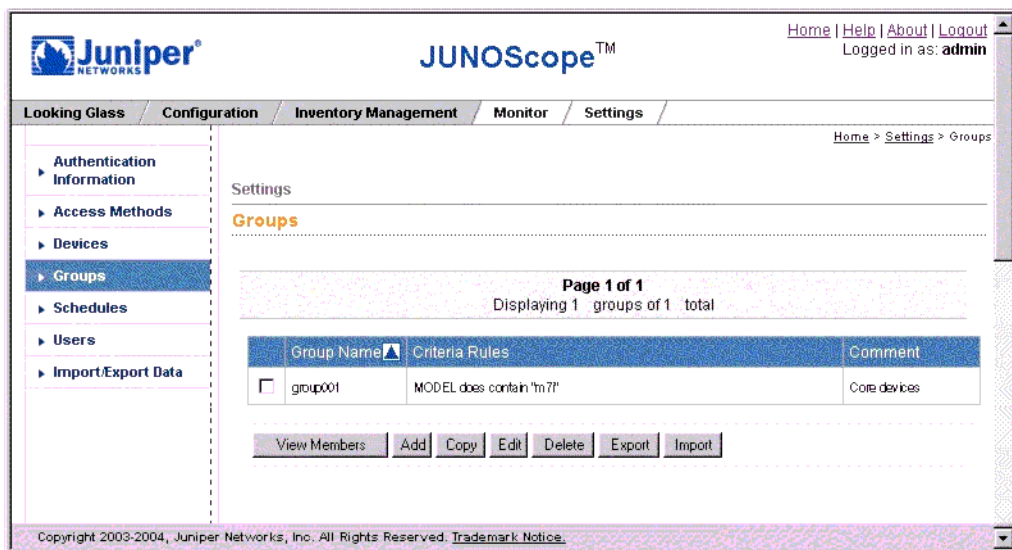 Juniper®
NETWORKS
JUNOScope™
Home | Help | About | Logout
Logged in as: admin
Looking Glass / Configuration / Inventory Management / Monitor / Settings /
Home > Settings > Groups
Authentication
Information
Access Methods
Devices
Groups
Schedules
Users
Import/Export Data
Settings
Groups
Page 1 of 1
Displaying 1 groups of 1 total
Group Name Criteria Rules Comment
group001 MODEL does contain "m7i" Core devices
View Members Add Copy Edit Delete Export Import
Copyright 2003-2004, Juniper Networks, Inc. All Rights Reserved. Trademark Notice.